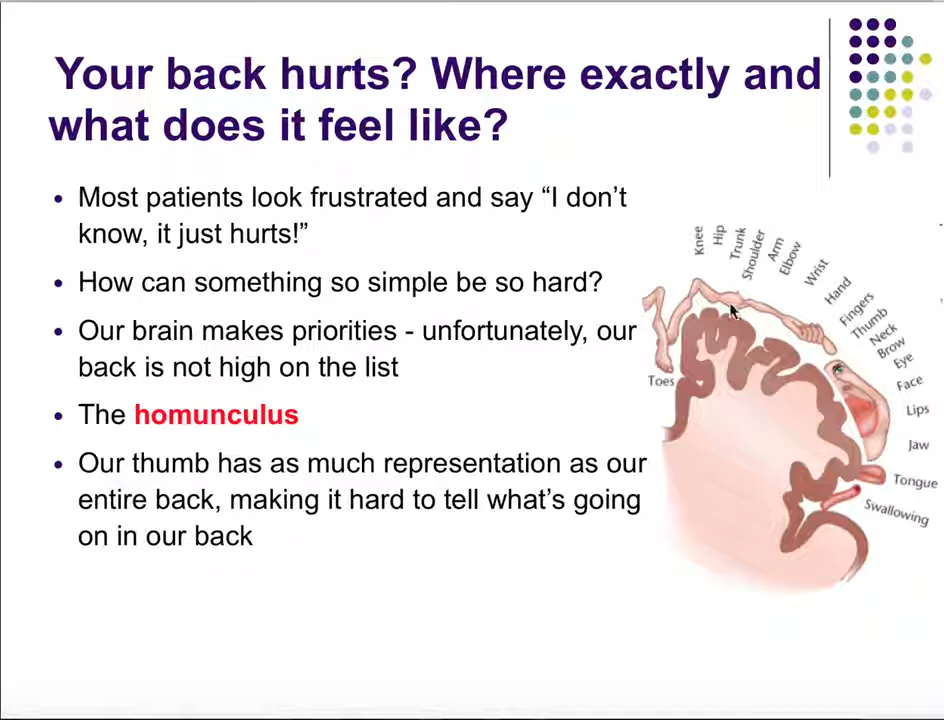 Your back hurts? Where exactly and
what does it feel like?
• Most patients look frustrated and say “I don’t
know, it just hurts!”
• How can something so simple be so hard?
• Our brain makes priorities - unfortunately, our
back is not high on the list
• The homunculus
• Our thumb has as much representation as our
entire back, making it hard to tell what’s going
on in our back
Toes
Knee
Hip
Trunk
Shoulder
Arm
Elbow
Wrist
Hand
Fingers
Thumb
Neck
Brow
Eye
Face
Lips
Jaw
Tongue
Swallowing